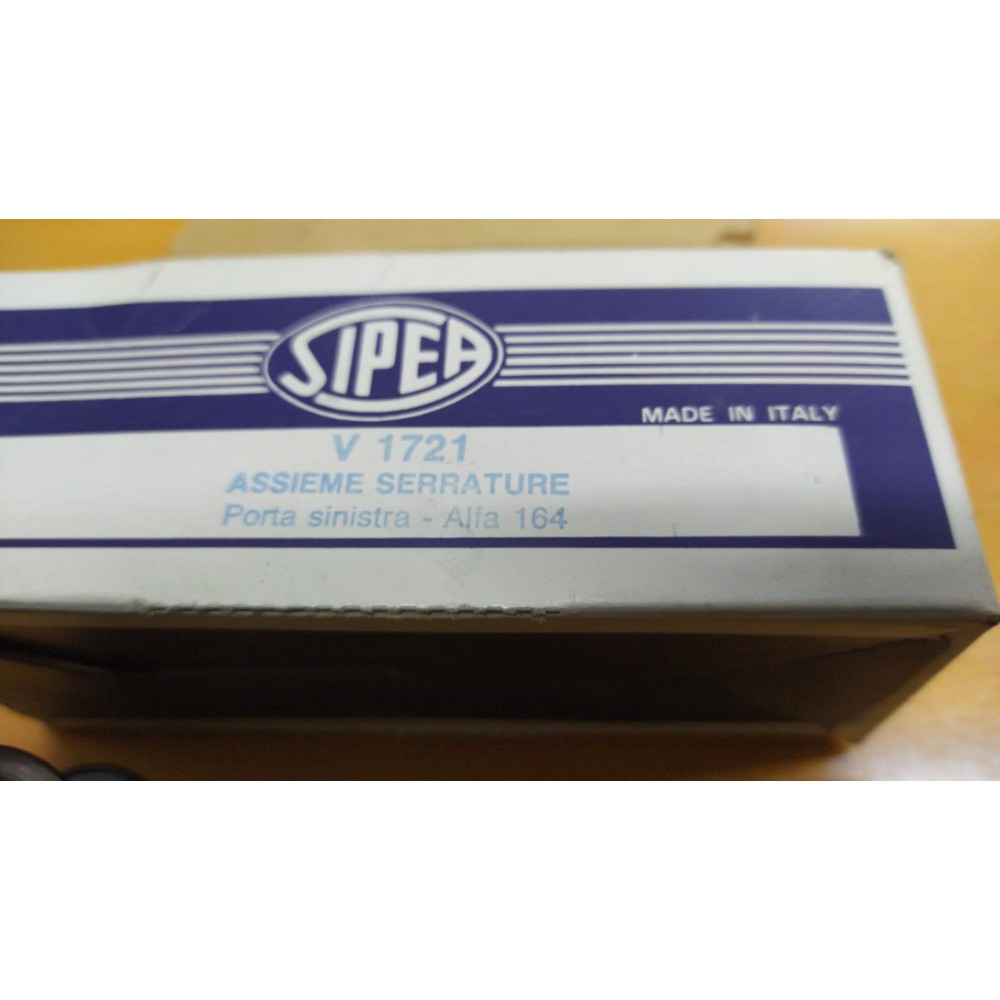 SIPEA
MADE IN ITALY
V 1721
ASSIEME SERRATURE
Porta sinistra - Alfa 164